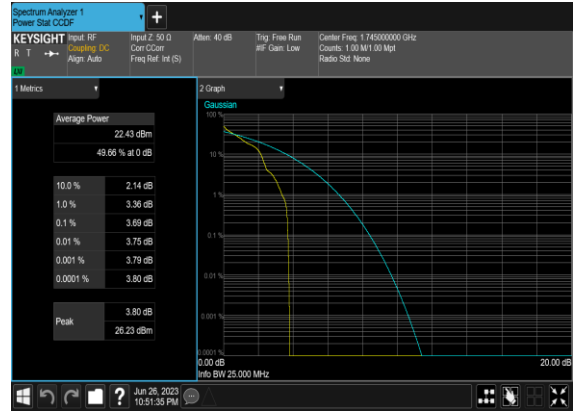 Spectrum Analyzer 1
Power Stat CCDF
KEYSIGHT
R T
LXI
Input: RF
Coupling: DC
Align: Auto
Input Z: 50 Ω
Corr CCorr
Freq Ref: Int (S)
Atten: 40 dB
Trig: Free Run
#IF Gain: Low
Center Freq: 1.745000000 GHz
Counts: 1.00 M/1.00 Mpt
Radio Std: None
1 Metrics
Average Power
22.43 dBm
49.66 % at 0 dB
10.0 % 2.14 dB
1.0 % 3.36 dB
0.1 % 3.69 dB
0.01 % 3.75 dB
0.001 % 3.79 dB
0.0001 % 3.80 dB
Peak
3.80 dB
26.23 dBm
2 Graph
Gaussian
100 %
10 %
1 %
0.1 %
0.01 %
0.001 %
0.0001 %
0.00 dB
20.00 dB
Info BW 25.000 MHz
?
Jun 26, 2023
10:51:35 PM